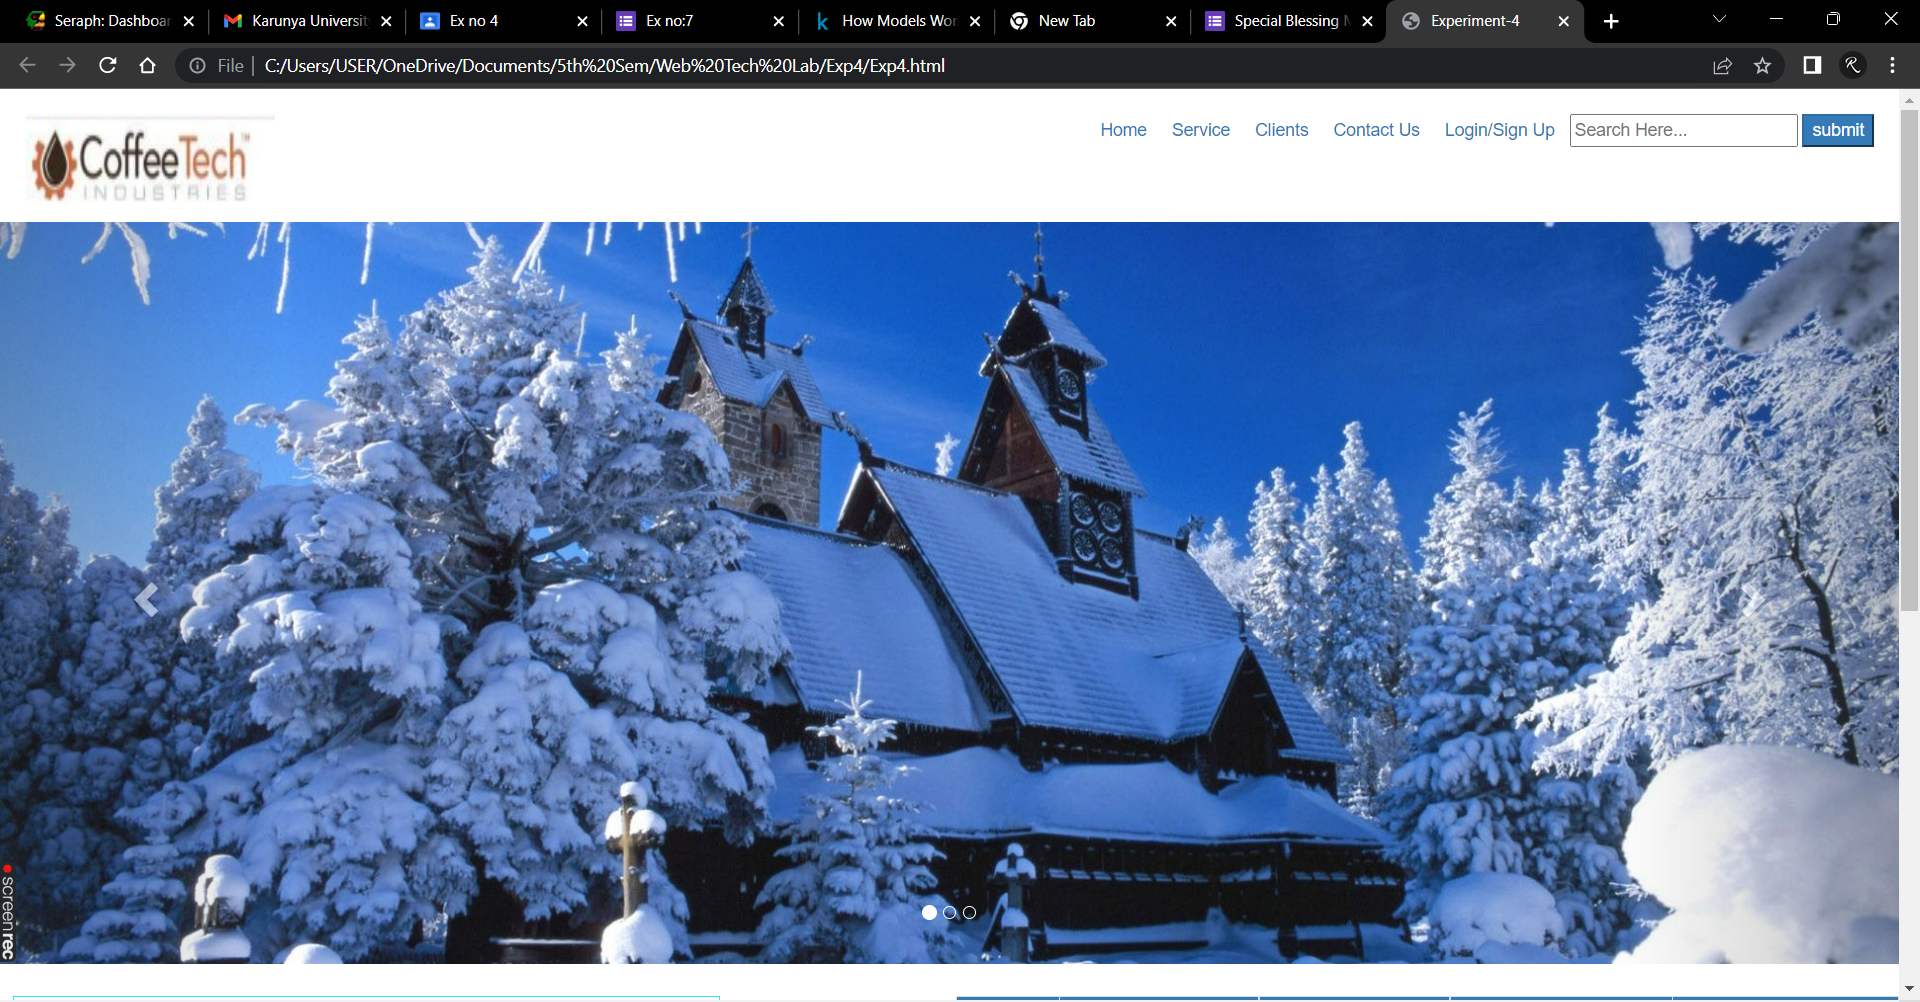 Seraph: Dashboar
Karunya Universit
Ex no 4
Ex no:7
How Models Wor
New Tab
Special Blessing M
Experiment-4
File
C:/Users/USER/OneDrive/Documents/5th%20Sem/Web%20Tech%20Lab/Exp4/Exp4.html
CoffeeTech™
INDUSTRIES
Home
Service
Clients
Contact Us
Login/Sign Up
Search Here...
submit
screenrec